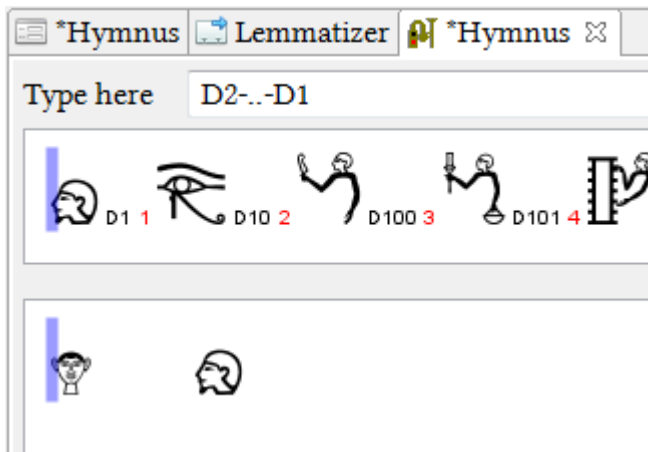 *Hymnus Lemmatizer *Hymnus
Type here D2-..-D1
D1 1 D10 2 D100 3 D101 4